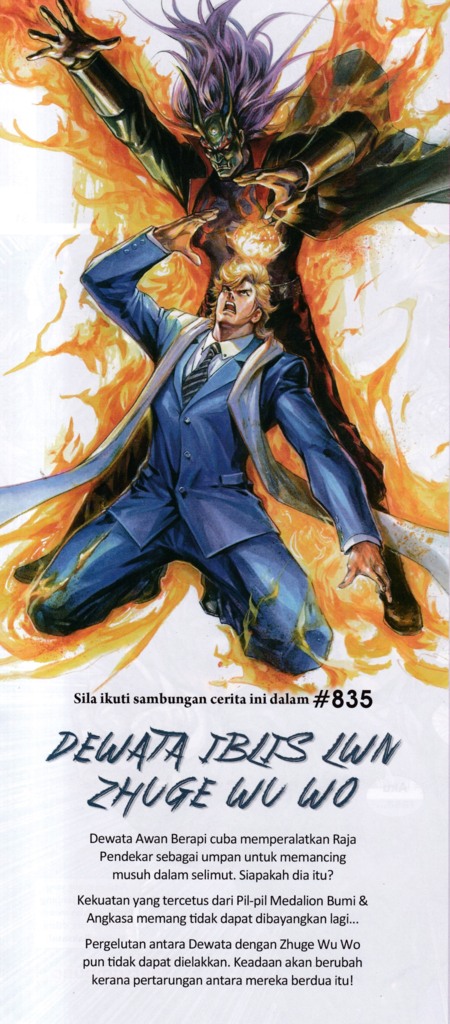 Sila ikuti sambungan cerita ini dalam #835
DEWATA IBLIS LWN
ZHUGE WU WO
Dewata Awan Berapi cuba memperalatkan Raja
Pendekar sebagai umpan untuk memancing
musuh dalam selimut. Siapakah dia itu?
Kekuatan yang tercetus dari Pil-pil Medalion Bumi &
Angkasa memang tidak dapat dibayangkan lagi...
Pergelutan antara Dewata dengan Zhuge Wu Wo
pun tidak dapat dielakkan. Keadaan akan berubah
kerana pertarungan antara mereka berdua itu!